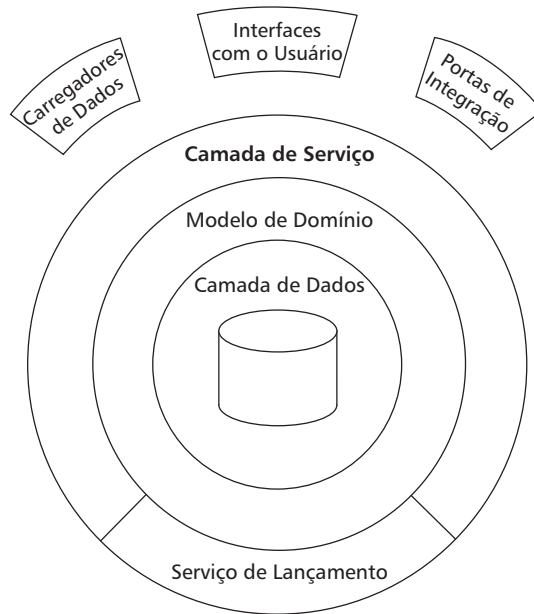 Carregadores
de Dados
Interfaces
com o Usuário
Portas de
Integração
Camada de Serviço
Modelo de Domínio
Camada de Dados
Serviço de Lançamento